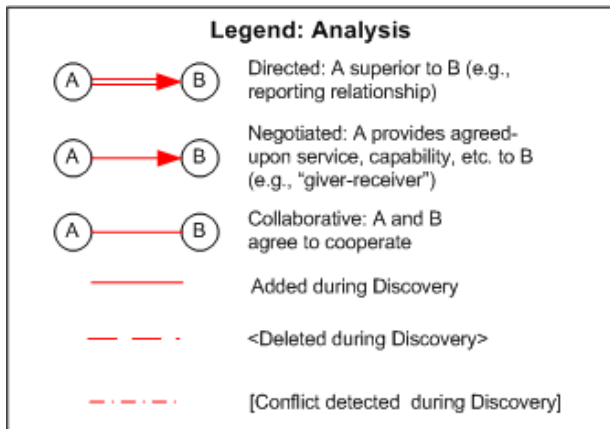 Legend: Analysis
A B Directed: A superior to B (e.g.,
reporting relationship)
A B Negotiated: A provides agreed-
upon service, capability, etc. to B
(e.g., “giver-receiver”)
A B Collaborative: A and B
agree to cooperate
Added during Discovery
<Deleted during Discovery>
[Conflict detected during Discovery]